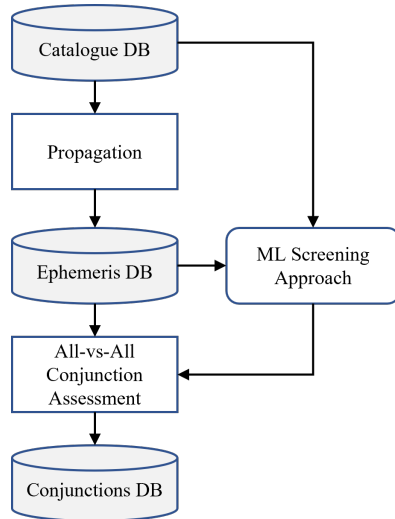 Catalogue DB
Propagation
Ephemeris DB
ML Screening
Approach
All-vs-All
Conjunction
Assessment
Conjunctions DB